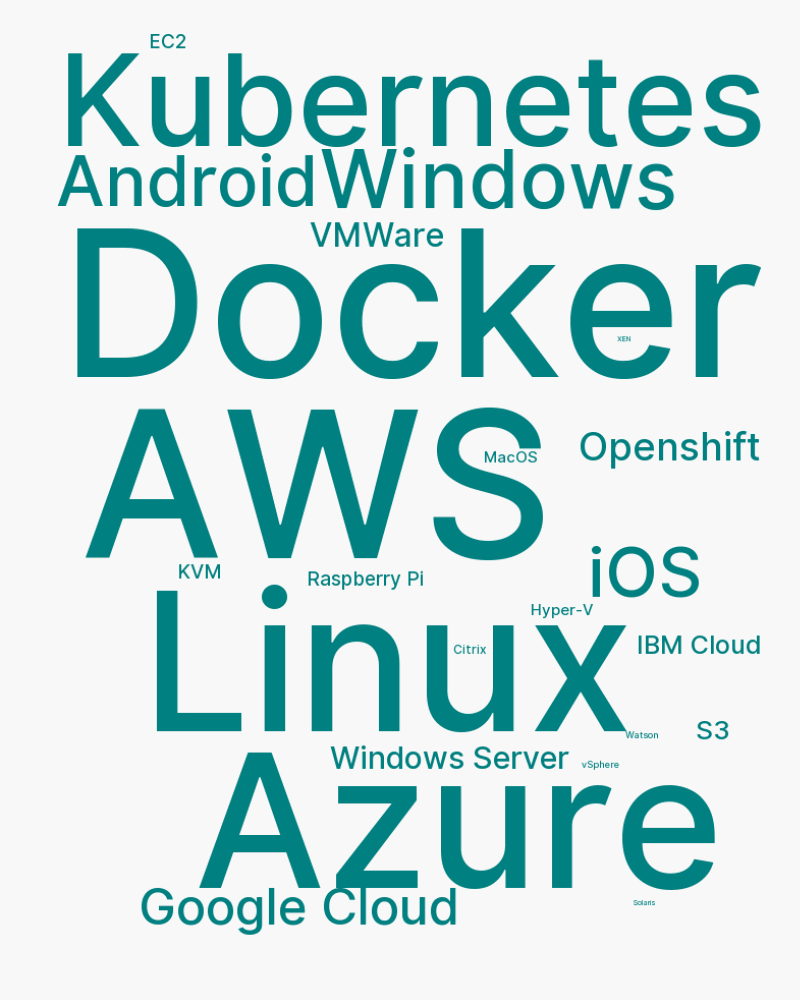 EC2
Kubernetes
Android
Windows
VMWare
Docker
XEN
AWS
MacOS
Openshift
KVM
Raspberry Pi
iOS
Hyper-V
Linux
Citrix
IBM Cloud
Watson
S3
Windows Server
vSphere
Azure
Google Cloud
Solaris